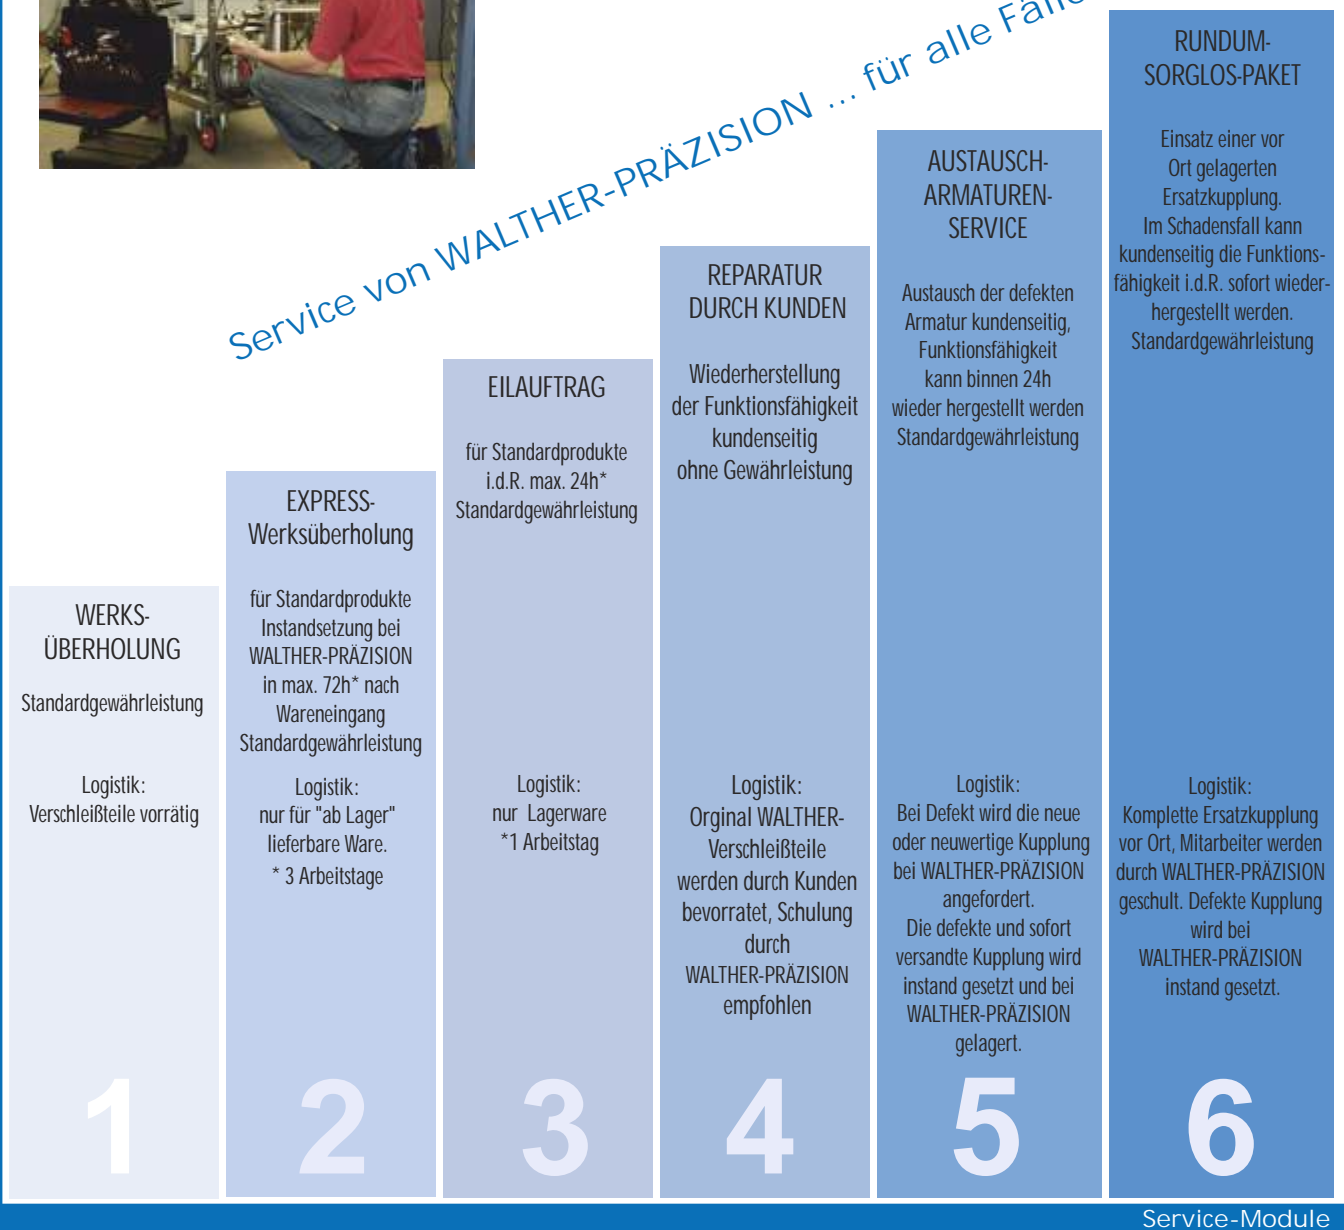 Service von WALTHER-PRÄZISION ... für alle Fälle
WERKS-
ÜBERHOLUNG
Standardgewährleistung
Logistik:
Verschleißteile vorrätig
1
EXPRESS-
Werksüberholung
für Standardprodukte
Instandsetzung bei
WALTHER-PRÄZISION
in max. 72h* nach
Wareneingang
Standardgewährleistung
Logistik:
nur für "ab Lager"
lieferbare Ware.
* 3 Arbeitstage
2
EILAUFTRAG
für Standardprodukte
i.d.R. max. 24h*
Standardgewährleistung
Logistik:
nur Lagerware
*1 Arbeitstag
3
REPARATUR
DURCH KUNDEN
Wiederherstellung
der Funktionsfähigkeit
kundenseitig
ohne Gewährleistung
Logistik:
Orginal WALTHER-
Verschleißteile
werden durch Kunden
bevorratet, Schulung
durch
WALTHER-PRÄZISION
empfohlen
4
AUSTAUSCH-
ARMATUREN-
SERVICE
Austausch der defekten
Armatur kundenseitig,
Funktionsfähigkeit
kann binnen 24h
wieder hergestellt werden
Standardgewährleistung
Logistik:
Bei Defekt wird die neue
oder neuwertige Kupplung
bei WALTHER-PRÄZISION
angefordert.
Die defekte und sofort
versandte Kupplung wird
instand gesetzt und bei
WALTHER-PRÄZISION
gelagert.
5
RUNDUM-
SORGLOS-PAKET
Einsatz einer vor
Ort gelagerten
Ersatzkupplung.
Im Schadensfall kann
kundenseitig die Funktions-
fähigkeit i.d.R. sofort wieder-
hergestellt werden.
Standardgewährleistung
Logistik:
Komplette Ersatzkupplung
vor Ort, Mitarbeiter werden
durch WALTHER-PRÄZISION
geschult. Defekte Kupplung
wird bei
WALTHER-PRÄZISION
instand gesetzt.
6
Service-Module